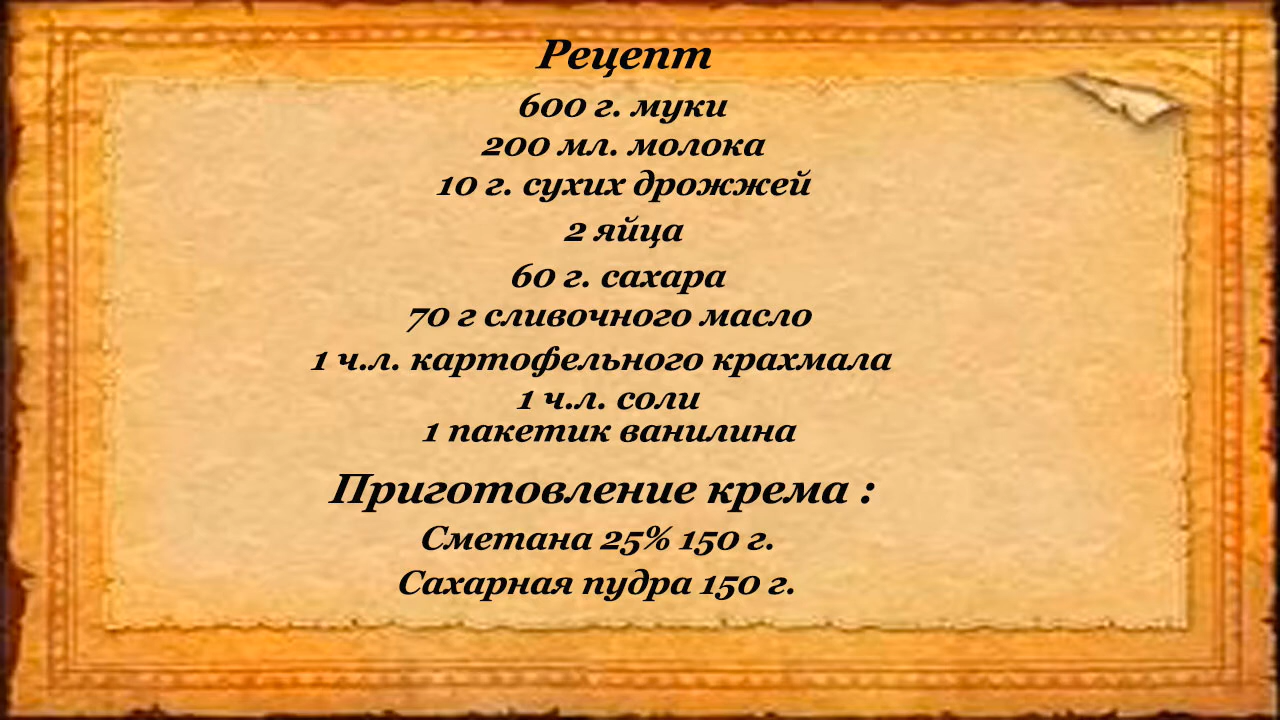 Рецепт
600 г. муки
200 мл. молока
10 г. сухих дрожжей
2 яйца
60 г. сахара
70 г сливочного масло
1 ч.л. картофельного крахмала
1 ч.л. соли
1 пакетик ванилина
Приготовление крема :
Сметана 25% 150 г.
Сахарная пудра 150 г.